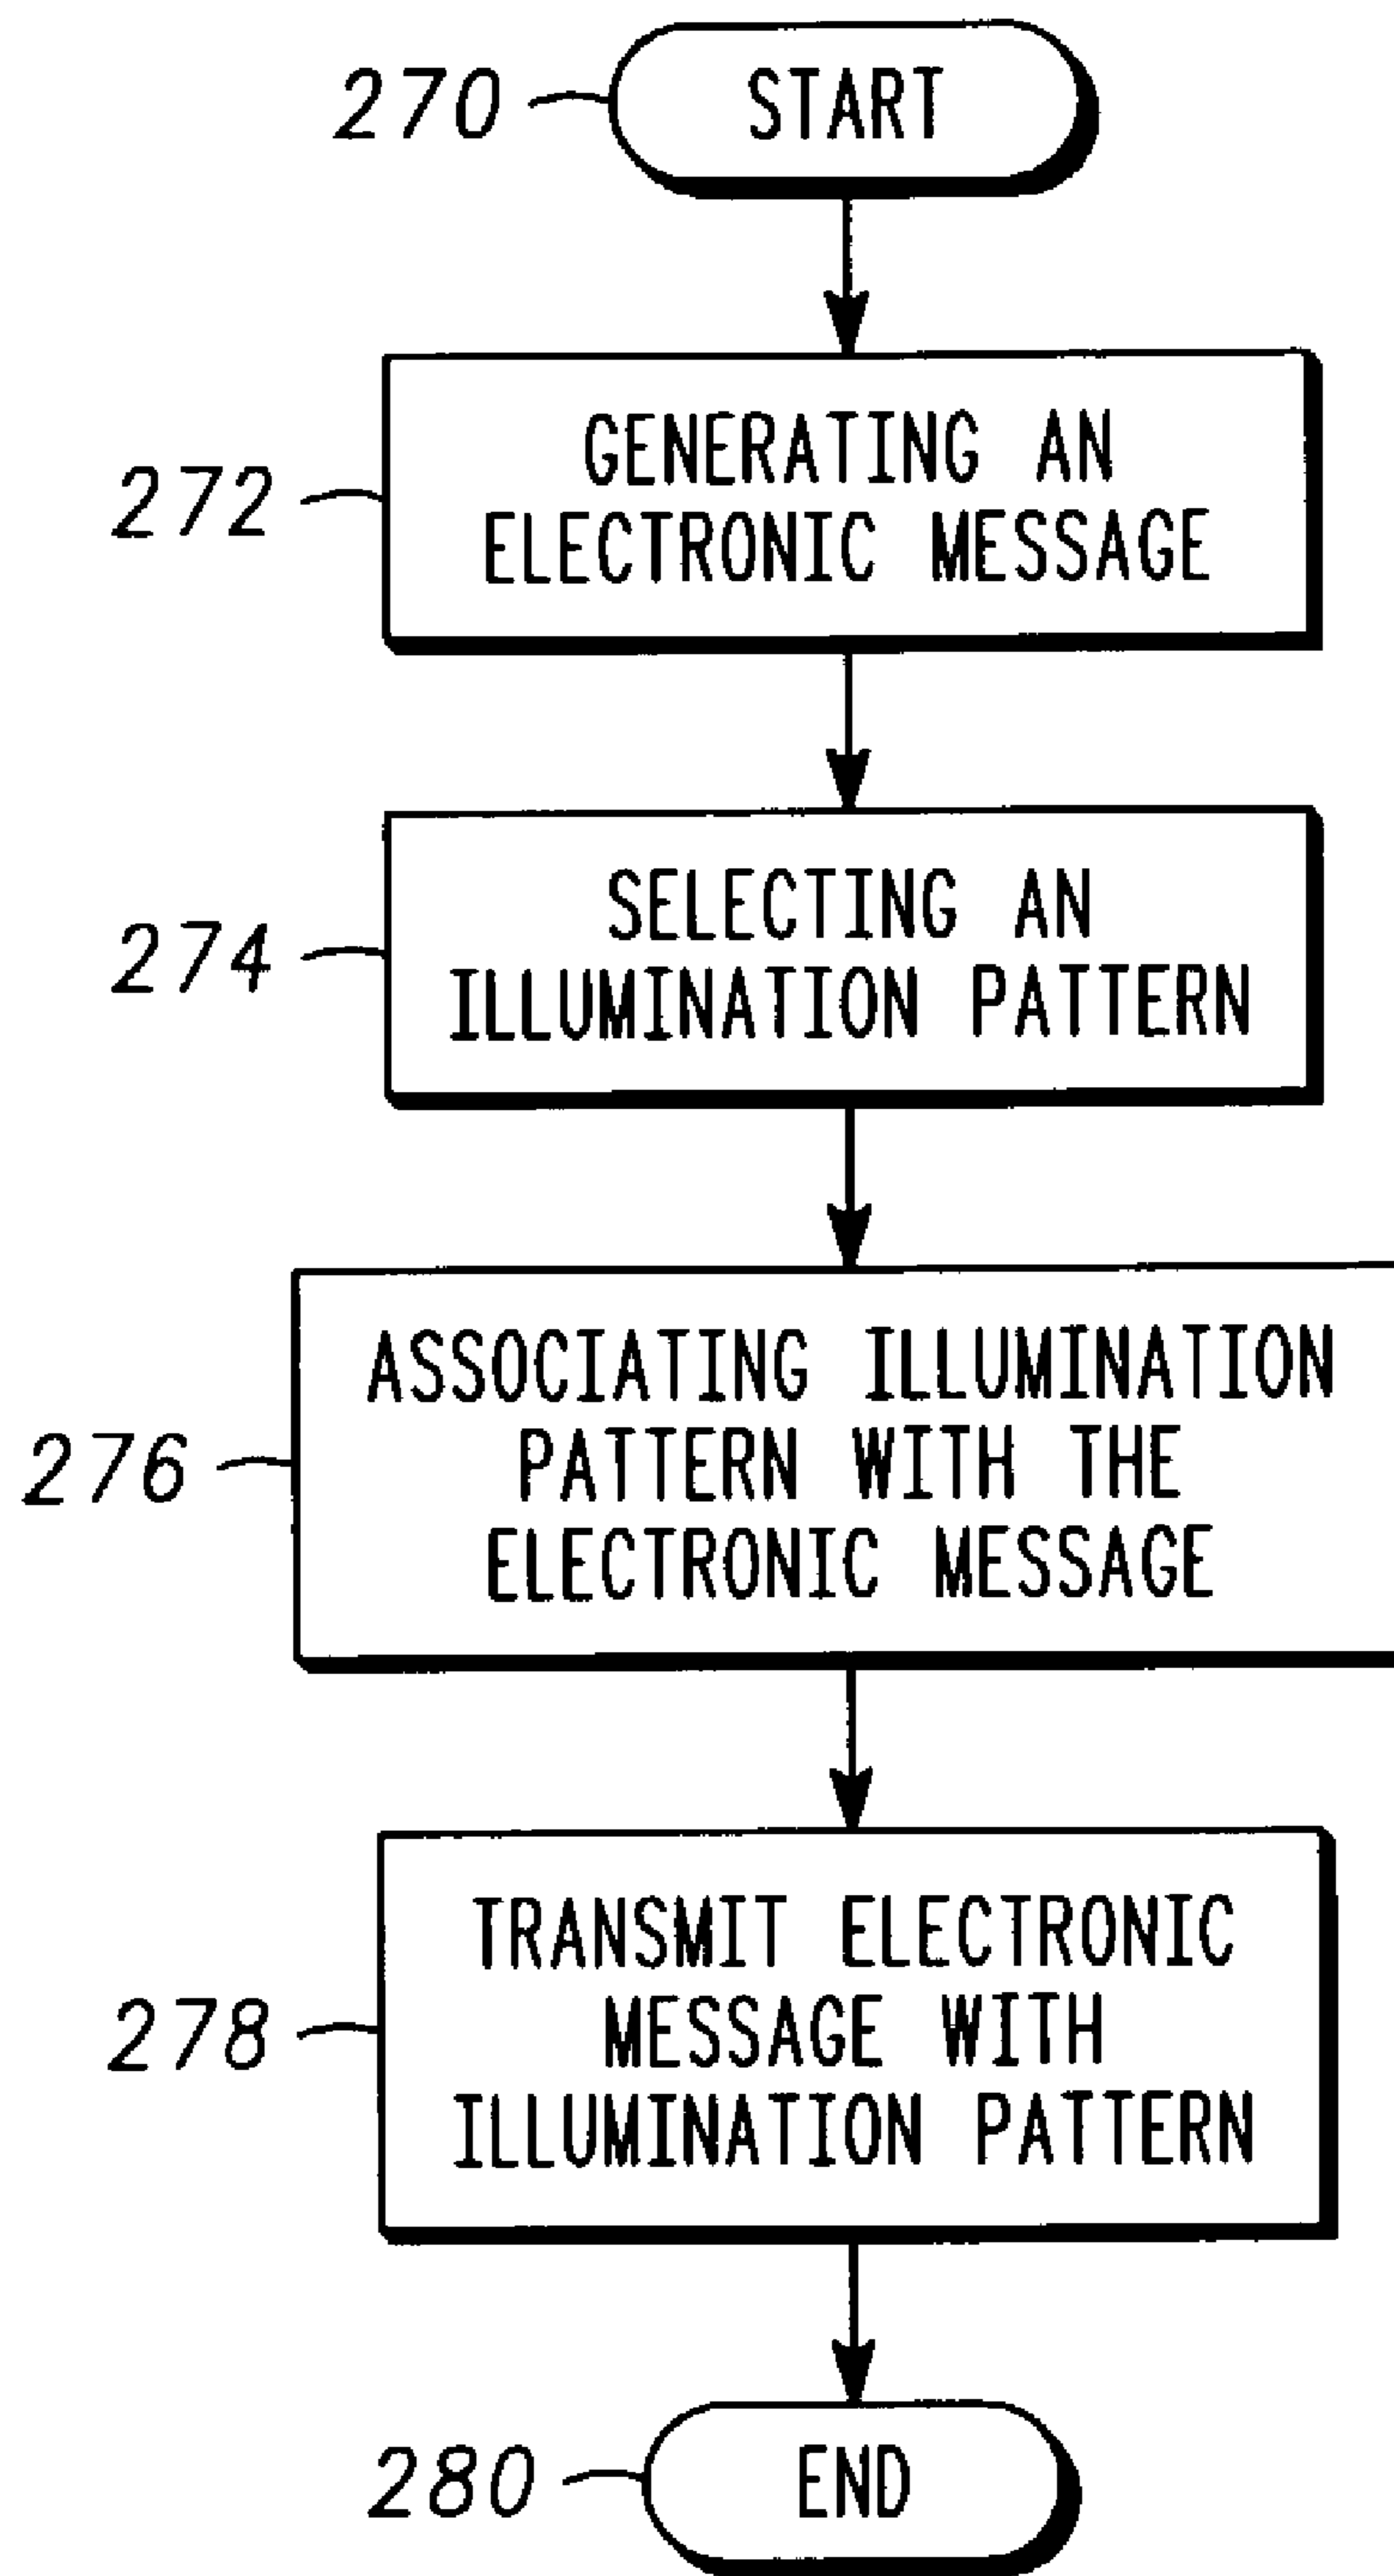 270
START
272
GENERATING AN
ELECTRONIC MESSAGE
274
SELECTING AN
ILLUMINATION PATTERN
276
ASSOCIATING ILLUMINATION
PATTERN WITH THE
ELECTRONIC MESSAGE
278
TRANSMIT ELECTRONIC
MESSAGE WITH
ILLUMINATION PATTERN
280
END